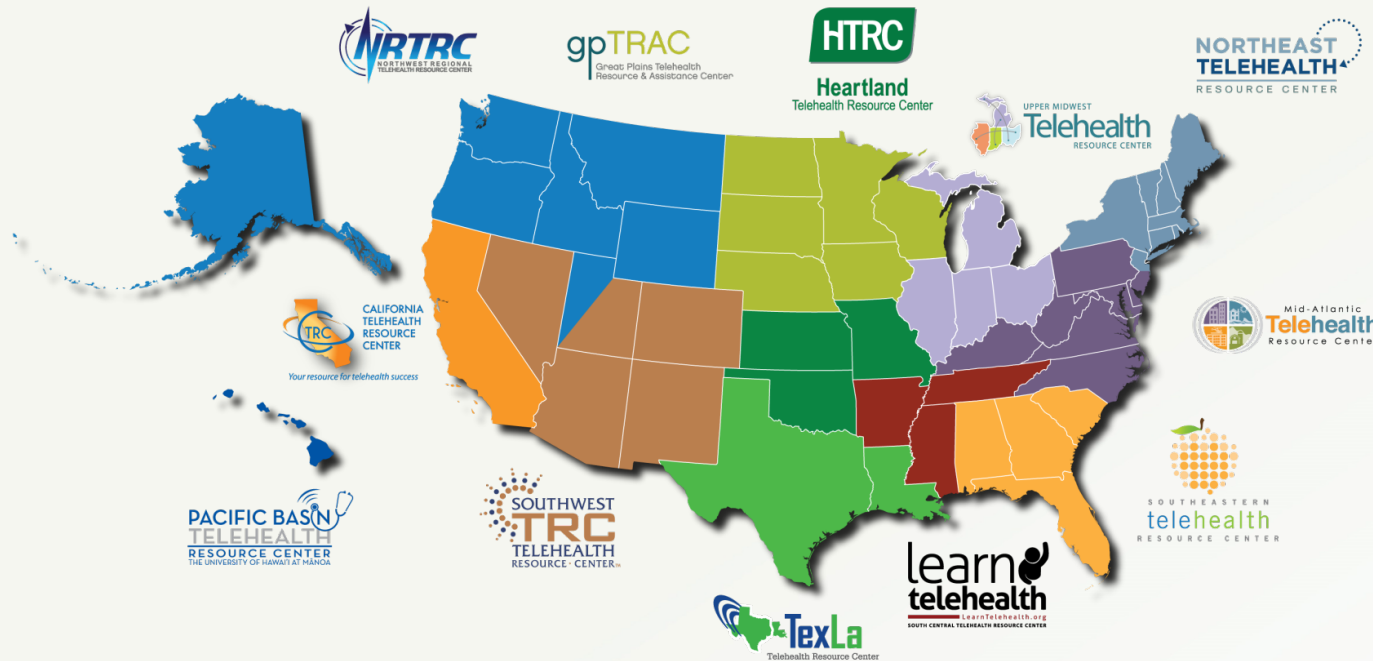 NRTRC
NORTHWEST REGIONAL
TELEHEALTH RESOURCE CENTER
gpTRAC
Great Plains Telehealth
Resource & Assistance Center
HTRC
Heartland
Telehealth Resource Center
NORTHEAST
TELEHEALTH
RESOURCE CENTER
UPPER MIDWEST
Telehealth
RESOURCE CENTER
CTRC
CALIFORNIA
TELEHEALTH
RESOURCE
CENTER
Your resource for telehealth success
Mid-Atlantic
Telehealth
Resource Cente
PACIFIC BASIN
TELEHEALTH
RESOURCE CENTER
THE UNIVERSITY OF HAWAI'I AT MĀNOA
SOUTHWEST
TRC
TELEHEALTH
RESOURCE · CENTER
SOUTHEASTERN
telehealth
RESOURCE CENTER
learn
telehealth
LearnTelehealth.org
SOUTH CENTRAL TELEHEALTH RESOURCE CENTER
TexLa
Telehealth Resource Center